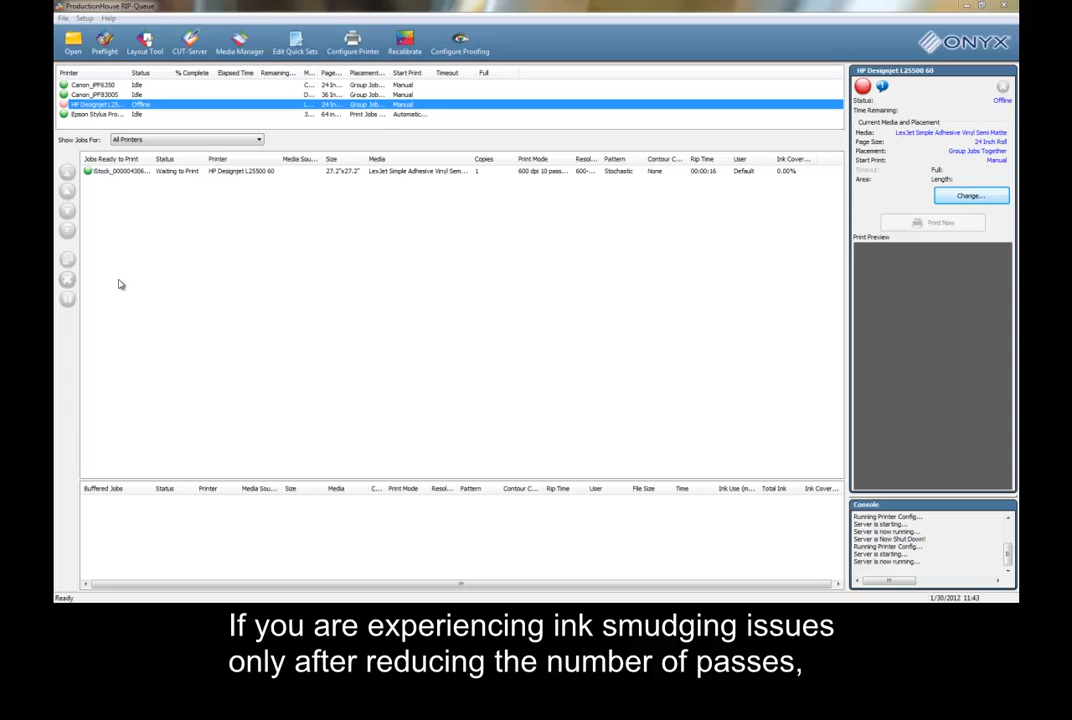 ProductionHouse RIP-Queue
File Setup Help
Open Preflight Layout Tool CUT-Server Media Manager Edit Quick Sets Configure Printer Recalibrate Configure Proofing
ONYX
Printer Status % Complete Elapsed Time Remaining... M... Page... Placement... Start Print Timeout Full
Canon_iPF6350 Idle C... 24 In... Group Job... Manual
Canon_iPF8300S Idle D... 36 In... Group Job... Manual
HP Designjet L25... Offline L... 24 In... Group Job... Manual
Epson Stylus Pro... Idle 3... 64 in... Print Jobs ... Automatic...
Show Jobs For: All Printers
Jobs Ready to Print Status Printer Media Sou... Size Media Copies Print Mode Resol... Pattern Contour C... Rip Time User Ink Cover...
iStock_000004306... Waiting to Print HP Designjet L25500 60 27.2"x27.2" LexJet Simple Adhesive Vinyl Sem... 1 600 dpi 10 pass... 600-... Stochastic None 00:00:16 Default 0.00%
Buffered Jobs Status Printer Media Sou... Size Media C... Print Mode Resol... Pattern Contour C... Rip Time User File Size Time Ink Use (m... Total Ink Ink Cover...
Ready
HP Designjet L25500 60
Status: Offline
Time Remaining:
Current Media and Placement
Media: LexJet Simple Adhesive Vinyl Semi Matte
Page Size: 24 Inch Roll
Placement: Group Jobs Together
Start Print: Manual
Timeout: Full:
Area: Length:
Change...
Print Now
Print Preview
Console
Running Printer Config...
Server is starting...
Server is now running...
Server is Now Shut Down!
Running Printer Config...
Server is starting...
Server is now running...
1/30/2012 11:43
If you are experiencing ink smudging issues
only after reducing the number of passes,